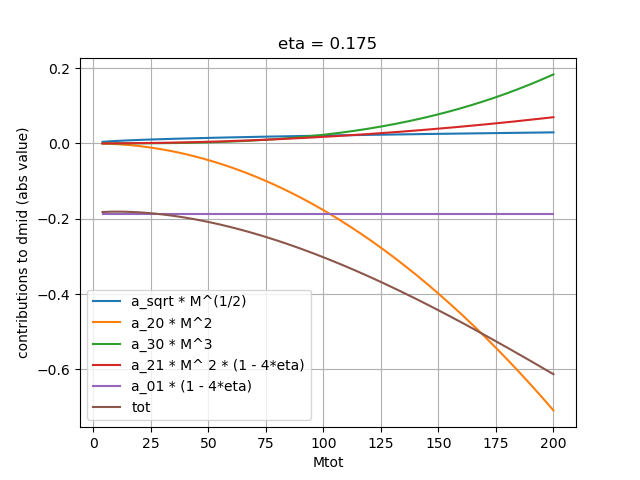 eta = 0.175
contributions to dmid (abs value)
0.2
0.0
−0.2
−0.4
−0.6
a_sqrt * M^(1/2)
a_20 * M^2
a_30 * M^3
a_21 * M^ 2 * (1 - 4*eta)
a_01 * (1 - 4*eta)
tot
0 25 50 75 100 125 150 175 200
Mtot